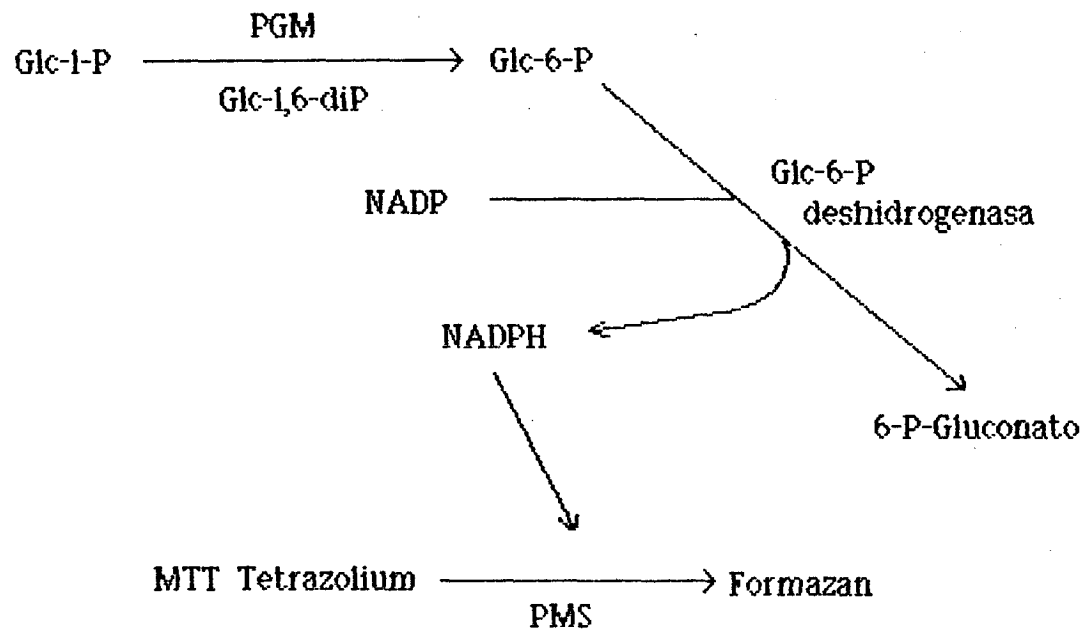 PGM
Glc-1-P
Glc-6-P
Glc-1,6-diP
Glc-6-P
deshidrogenasa
NADP
NADPH
6-P-Gluconato
MTT Tetrazolium
Formazan
PMS